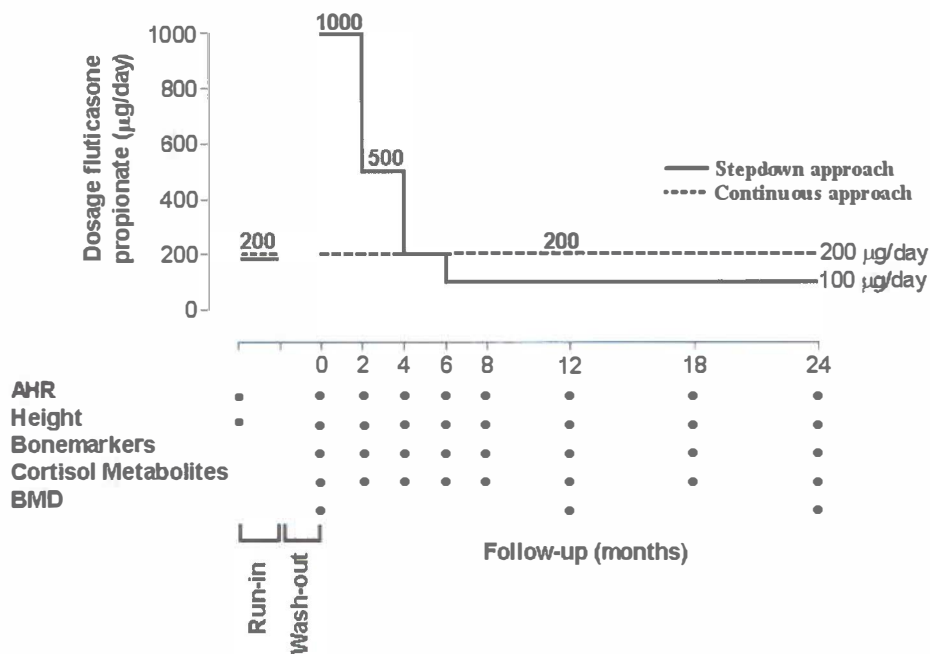 Dosage fluticasone
propionate (µg/day)
1000
800
600
400
200
0
1000
500
200
200
Stepdown approach
Continuous approach
200 µg/day
100 µg/day
0 2 4 6 8 12 18 24
AHR
Height
Bonemarkers
Cortisol Metabolites
BMD
Run-in
Wash-out
Follow-up (months)